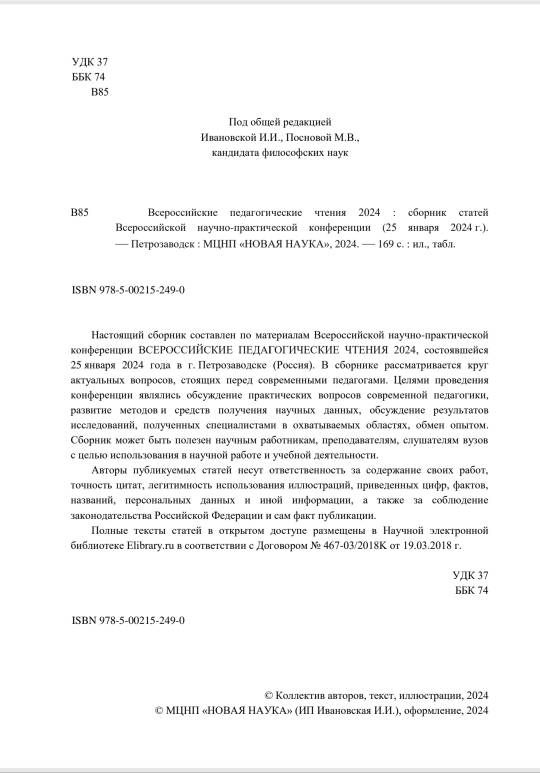 УДК 37
ББК 74
В85
Под общей редакцией
Ивановской И.И., Посновой М.В.,
кандидата философских наук
В85 Всероссийские педагогические чтения 2024 : сборник статей
Всероссийской научно-практической конференции (25 января 2024 г.).
— Петрозаводск : МЦНП «НОВАЯ НАУКА», 2024. — 169 с. : ил., табл.
ISBN 978-5-00215-249-0
Настоящий сборник составлен по материалам Всероссийской научно-практической
конференции ВСЕРОССИЙСКИЕ ПЕДАГОГИЧЕСКИЕ ЧТЕНИЯ 2024, состоявшейся
25 января 2024 года в г. Петрозаводске (Россия). В сборнике рассматривается круг
актуальных вопросов, стоящих перед современными педагогами. Целями проведения
конференции являлись обсуждение практических вопросов современной педагогики,
развитие методов и средств получения научных данных, обсуждение результатов
исследований, полученных специалистами в охватываемых областях, обмен опытом.
Сборник может быть полезен научным работникам, преподавателям, слушателям вузов
с целью использования в научной работе и учебной деятельности.
Авторы публикуемых статей несут ответственность за содержание своих работ,
точность цитат, легитимность использования иллюстраций, приведенных цифр, фактов,
названий, персональных данных и иной информации, а также за соблюдение
законодательства Российской Федерации и сам факт публикации.
Полные тексты статей в открытом доступе размещены в Научной электронной
библиотеке Elibrary.ru в соответствии с Договором № 467-03/2018K от 19.03.2018 г.
УДК 37
ББК 74
ISBN 978-5-00215-249-0
© Коллектив авторов, текст, иллюстрации, 2024
© МЦНП «НОВАЯ НАУКА» (ИП Ивановская И.И.), оформление, 2024